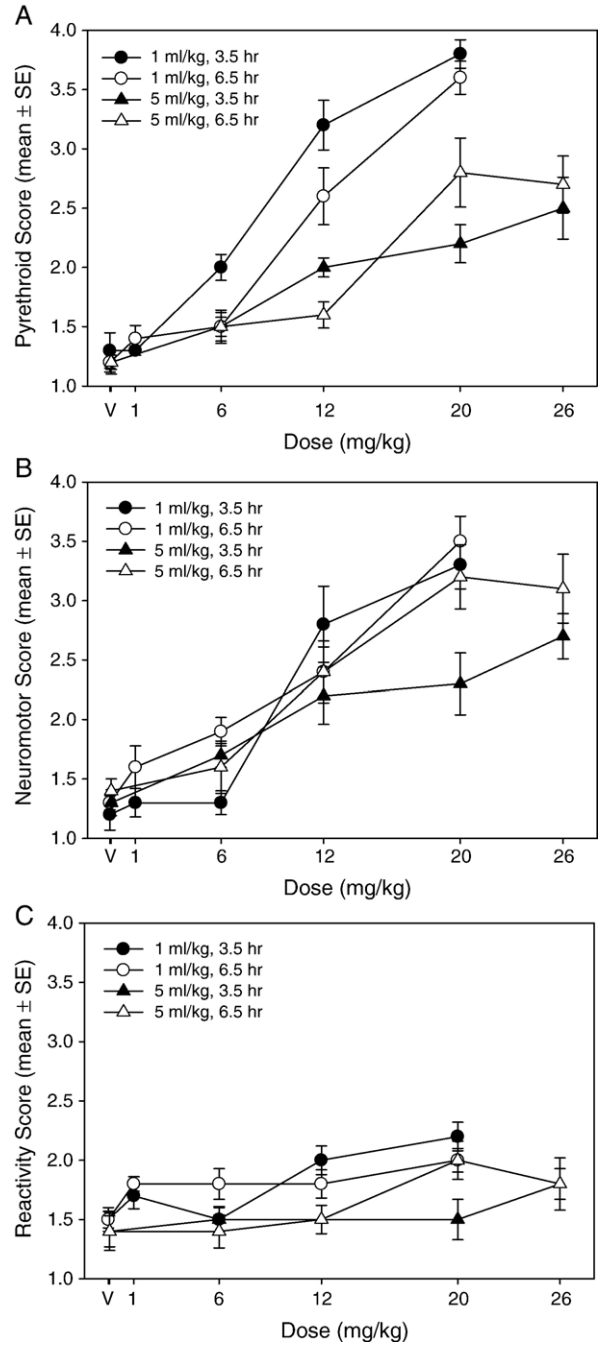 A
1 ml/kg, 3.5 hr
1 ml/kg, 6.5 hr
5 ml/kg, 3.5 hr
5 ml/kg, 6.5 hr
Pyrethroid Score (mean ± SE)
4.0
3.5
3.0
2.5
2.0
1.5
1.0
V 1 6 12 20 26
Dose (mg/kg)
B
1 ml/kg, 3.5 hr
1 ml/kg, 6.5 hr
5 ml/kg, 3.5 hr
5 ml/kg, 6.5 hr
Neuromotor Score (mean ± SE)
4.0
3.5
3.0
2.5
2.0
1.5
1.0
V 1 6 12 20 26
Dose (mg/kg)
C
1 ml/kg, 3.5 hr
1 ml/kg, 6.5 hr
5 ml/kg, 3.5 hr
5 ml/kg, 6.5 hr
Reactivity Score (mean ± SE)
4.0
3.5
3.0
2.5
2.0
1.5
1.0
V 1 6 12 20 26
Dose (mg/kg)